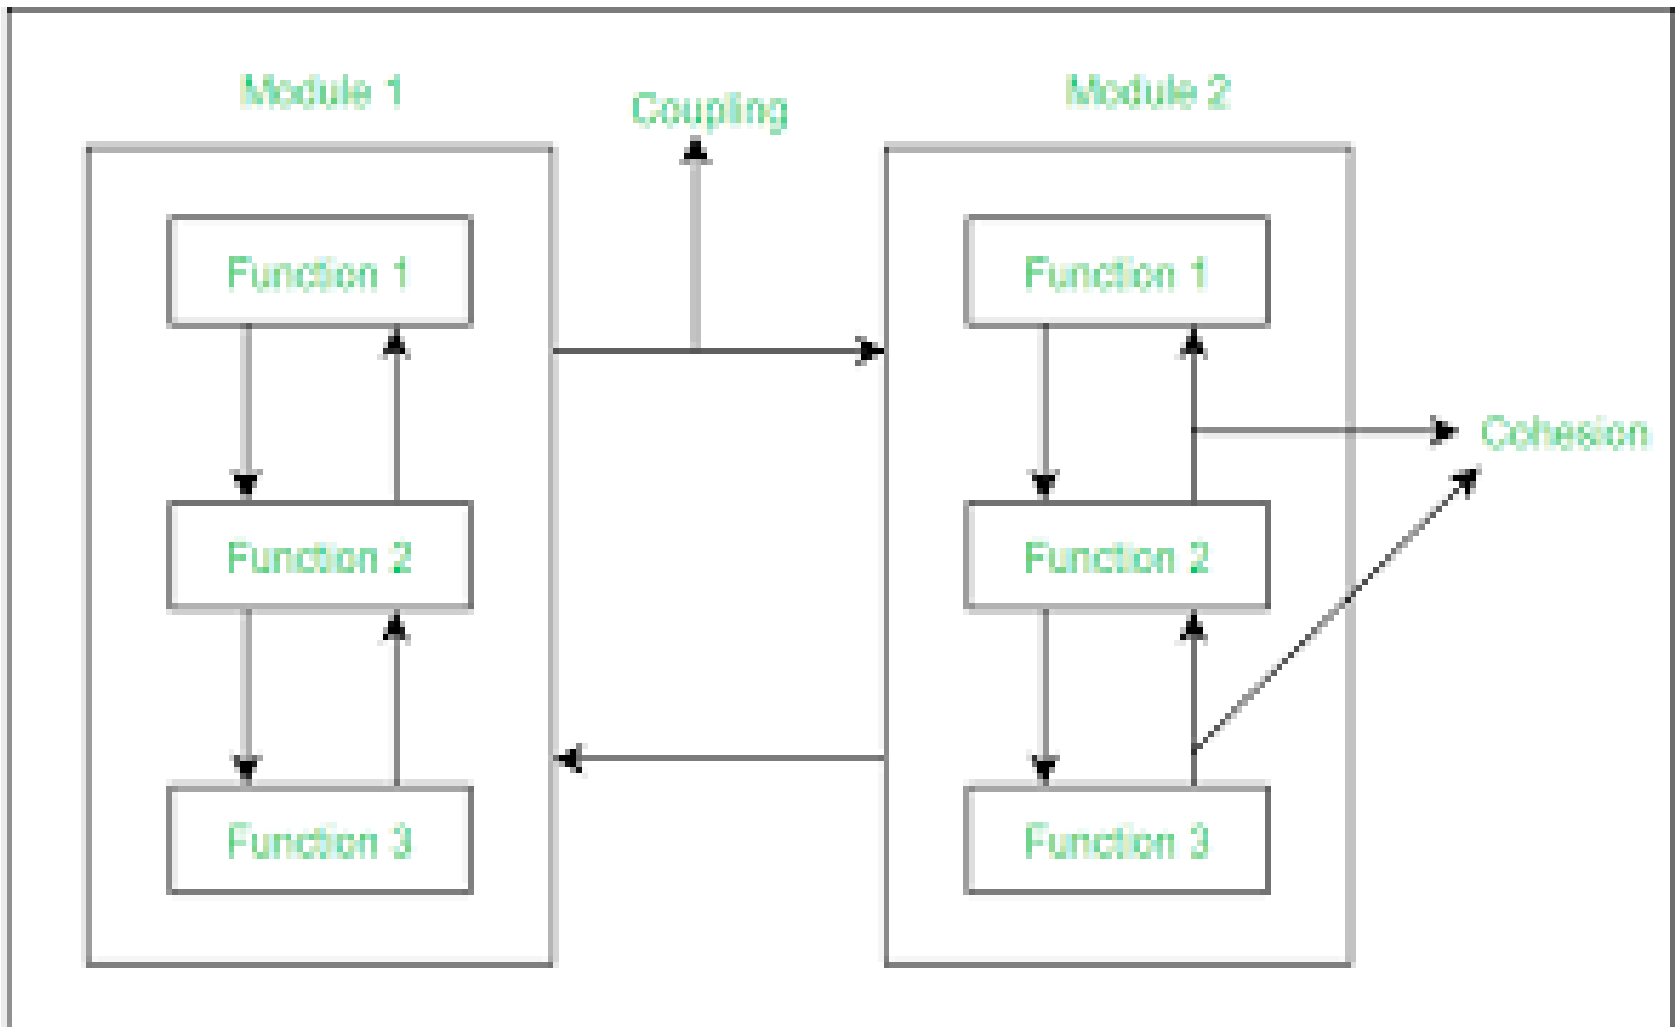 Module 1
Coupling
Module 2
Function 1
Function 1
Cohesion
Function 2
Function 2
Function 3
Function 3